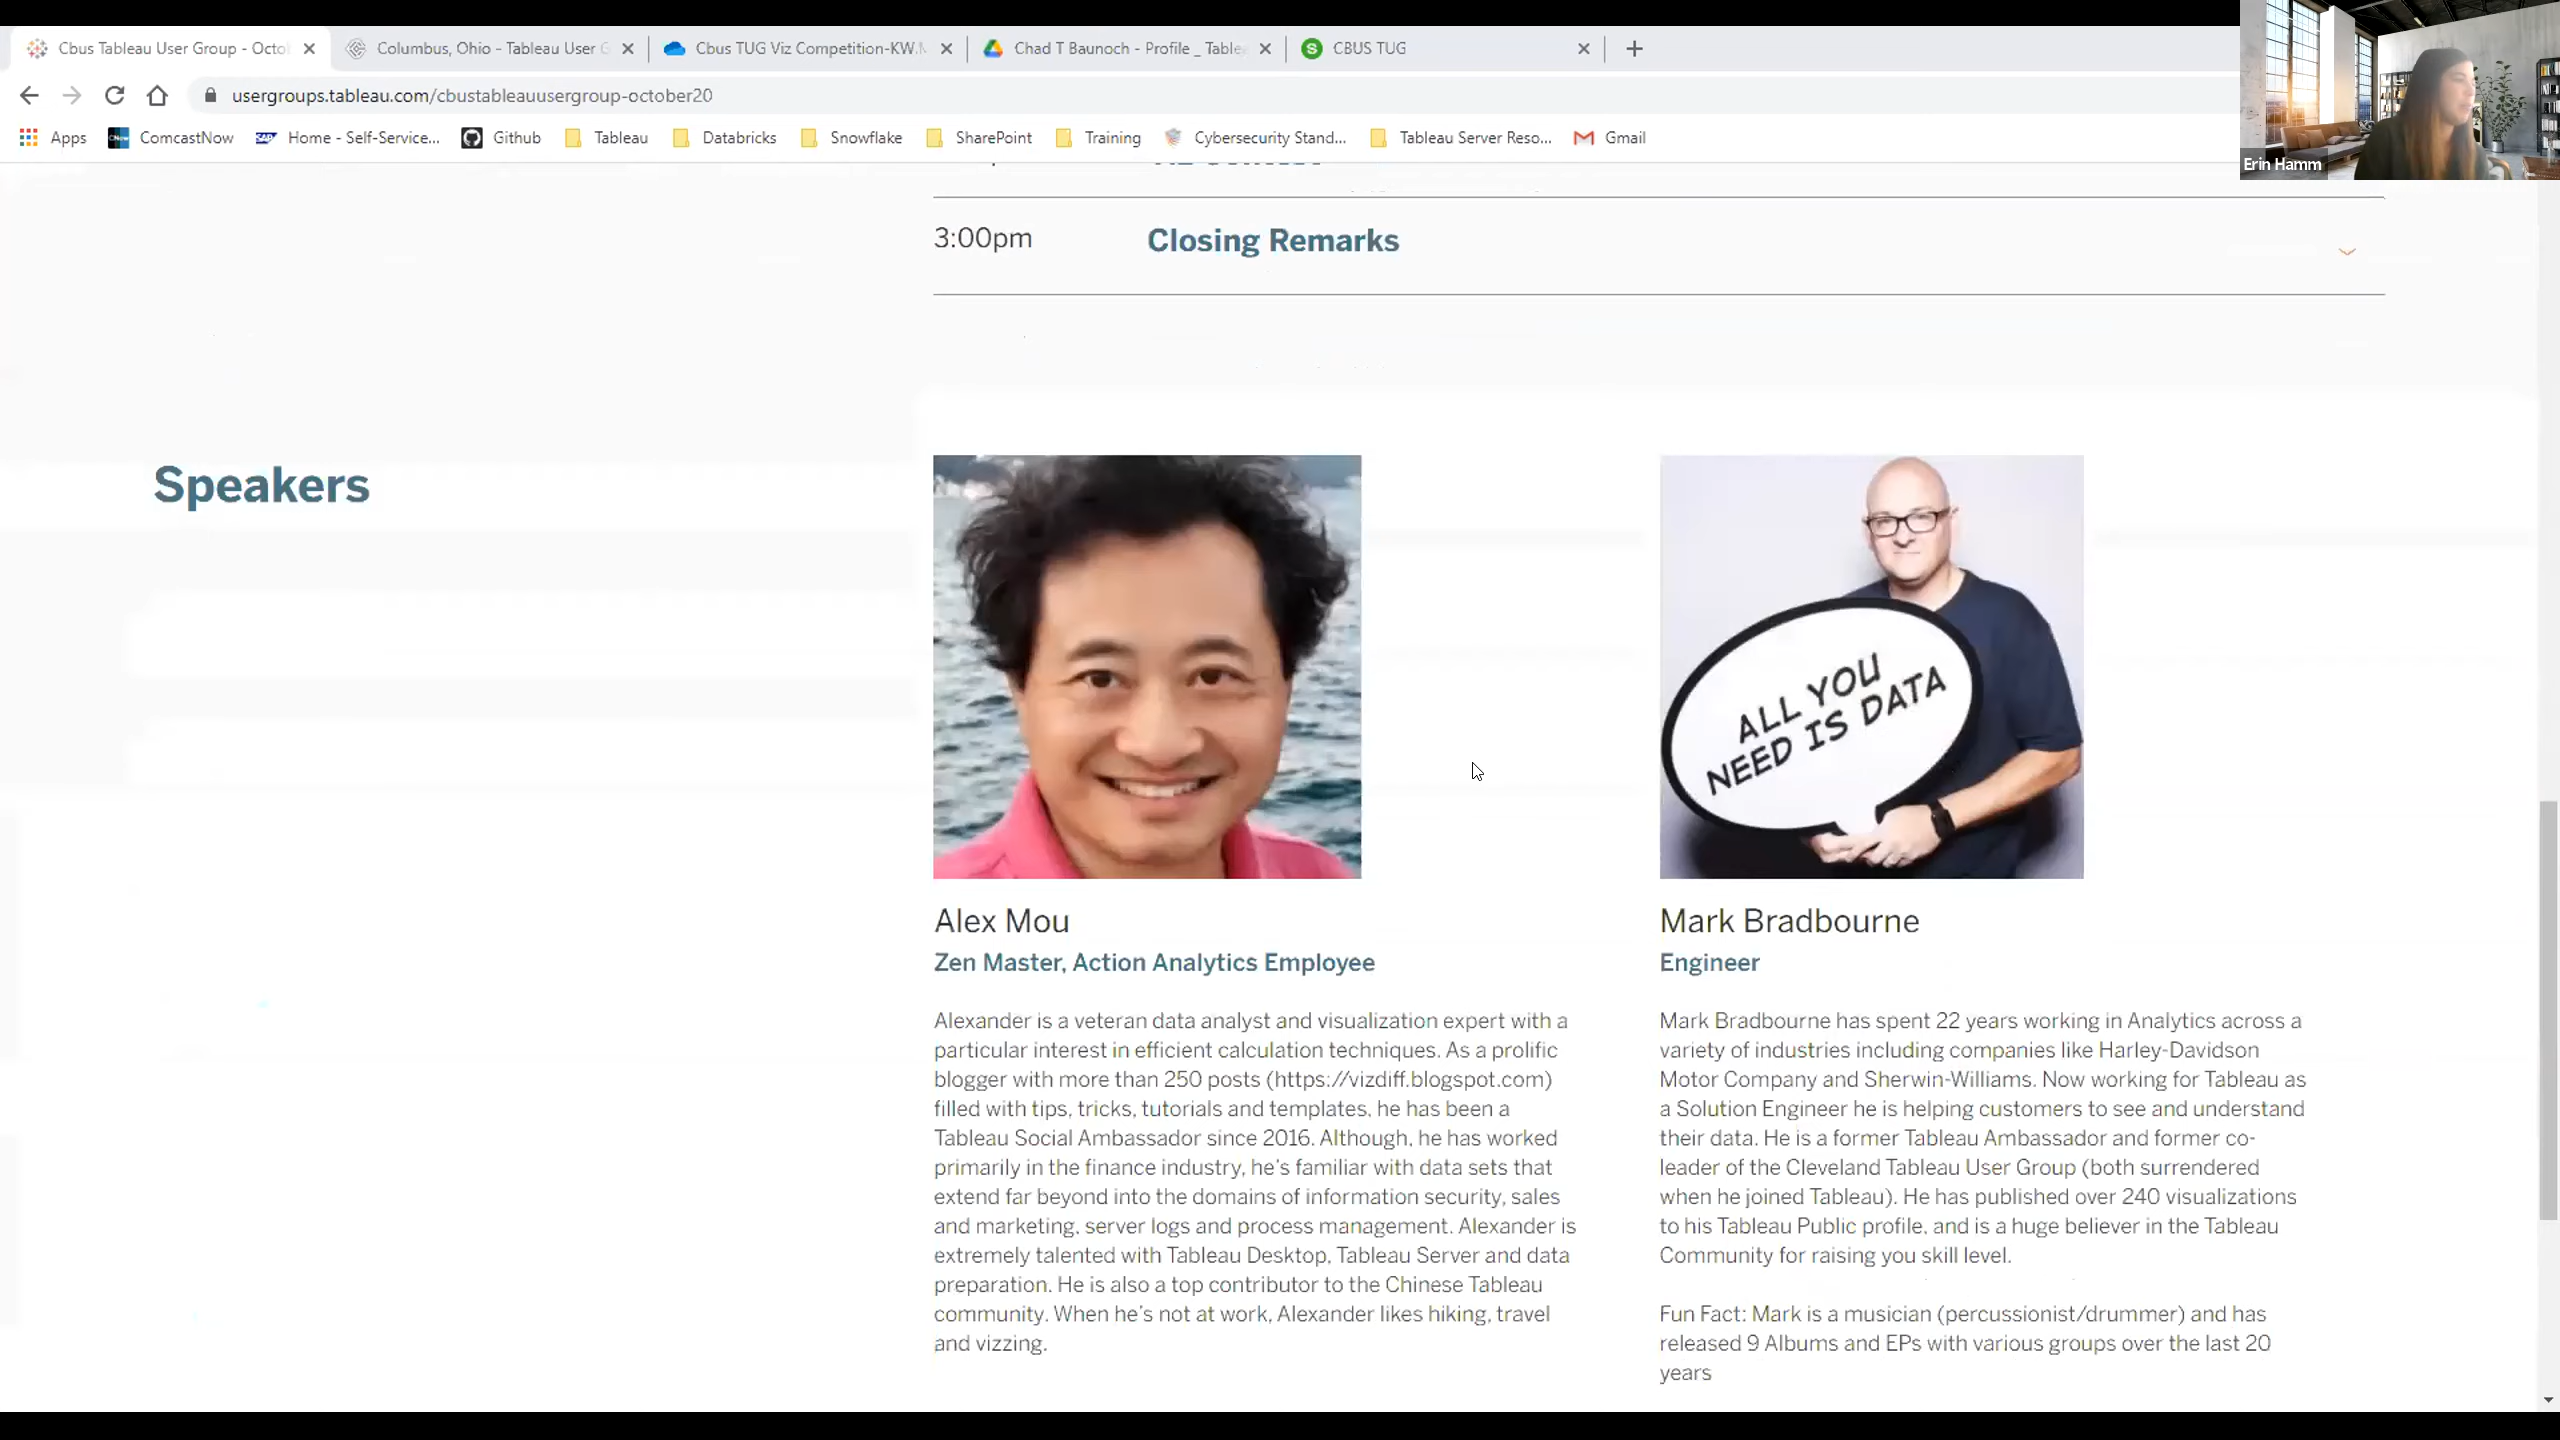 Cbus Tableau User Group - Octo
Columbus, Ohio - Tableau User G
Cbus TUG Viz Competition-KW.
Chad T Baunoch - Profile _ Table
CBUS TUG
usergroups.tableau.com/cbustableauusergroup-october20
Apps
ComcastNow
Home - Self-Service...
Github
Tableau
Databricks
Snowflake
SharePoint
Training
Cybersecurity Stand...
Tableau Server Reso...
Gmail
Erin Hamm
3:00pm
Closing Remarks
Speakers
ALL YOU
NEED IS DATA
Alex Mou
Zen Master, Action Analytics Employee
Alexander is a veteran data analyst and visualization expert with a
particular interest in efficient calculation techniques. As a prolific
blogger with more than 250 posts (https://vizdiff.blogspot.com)
filled with tips, tricks, tutorials and templates, he has been a
Tableau Social Ambassador since 2016. Although, he has worked
primarily in the finance industry, he's familiar with data sets that
extend far beyond into the domains of information security, sales
and marketing, server logs and process management. Alexander is
extremely talented with Tableau Desktop, Tableau Server and data
preparation. He is also a top contributor to the Chinese Tableau
community. When he's not at work, Alexander likes hiking, travel
and vizzing.
Mark Bradbourne
Engineer
Mark Bradbourne has spent 22 years working in Analytics across a
variety of industries including companies like Harley-Davidson
Motor Company and Sherwin-Williams. Now working for Tableau as
a Solution Engineer he is helping customers to see and understand
their data. He is a former Tableau Ambassador and former co-
leader of the Cleveland Tableau User Group (both surrendered
when he joined Tableau). He has published over 240 visualizations
to his Tableau Public profile, and is a huge believer in the Tableau
Community for raising you skill level.
Fun Fact: Mark is a musician (percussionist/drummer) and has
released 9 Albums and EPs with various groups over the last 20
years